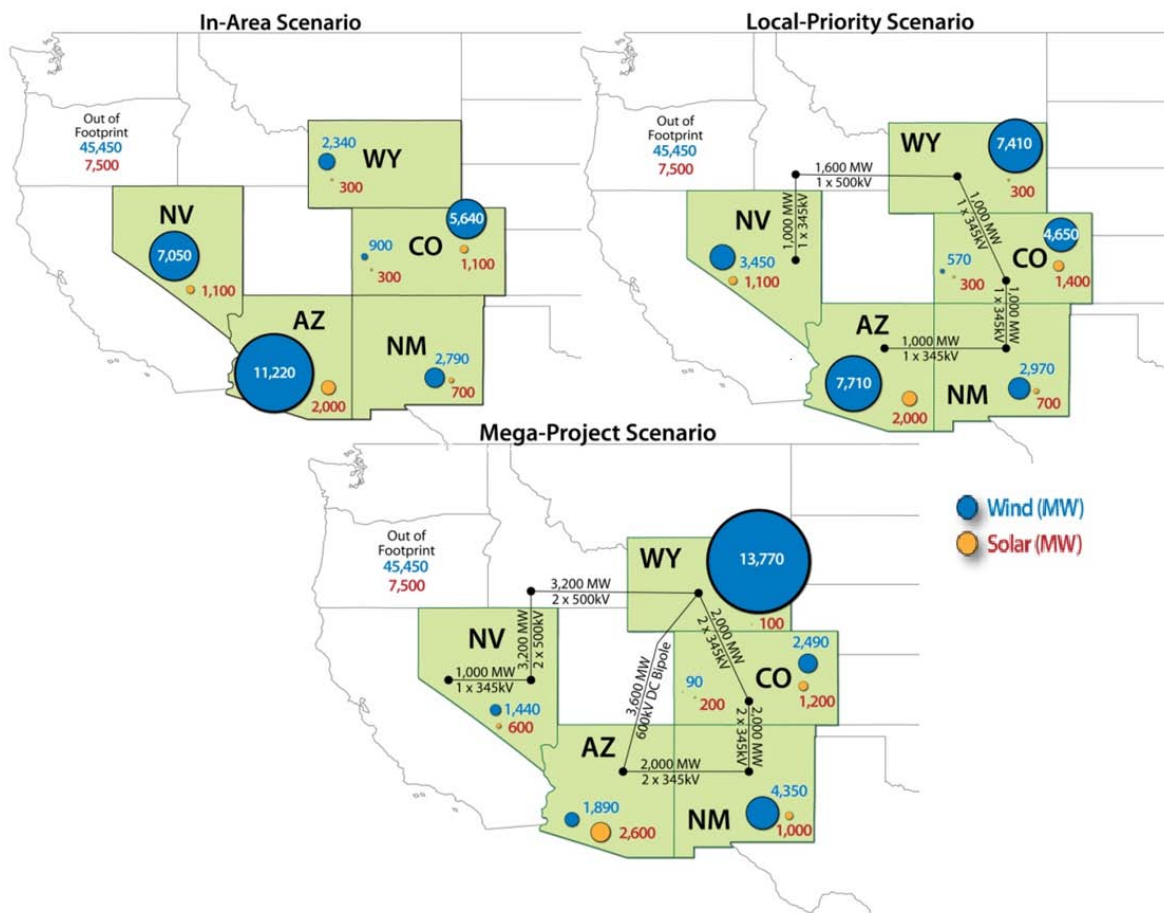 In-Area Scenario
Out of
Footprint
45,450
7,500
2,340
WY
300
NV
7,050
1,100
5,640
900
CO
300
1,100
AZ
11,220
2,000
NM
2,790
700
Local-Priority Scenario
Out of
Footprint
45,450
7,500
WY
7,410
300
1,600 MW
1 x 500kV
1,000 MW
1 x 345kV
NV
1,000 MW
1 x 345kV
3,450
1,100
4,650
570
CO
300
1,400
1,000 MW
1 x 345kV
AZ
1,000 MW
1 x 345kV
7,710
2,000
2,970
NM
700
Mega-Project Scenario
Out of
Footprint
45,450
7,500
WY
13,770
100
3,200 MW
2 x 500kV
2,000 MW
2 x 345kV
NV
3,200 MW
2 x 500kV
1,000 MW
1 x 345kV
1,440
600
3,600 MW
600kV DC Bipole
2,490
90
CO
200
1,200
2,000 MW
2 x 345kV
AZ
2,000 MW
2 x 345kV
1,890
2,600
4,350
NM
1,000
Wind (MW)
Solar (MW)